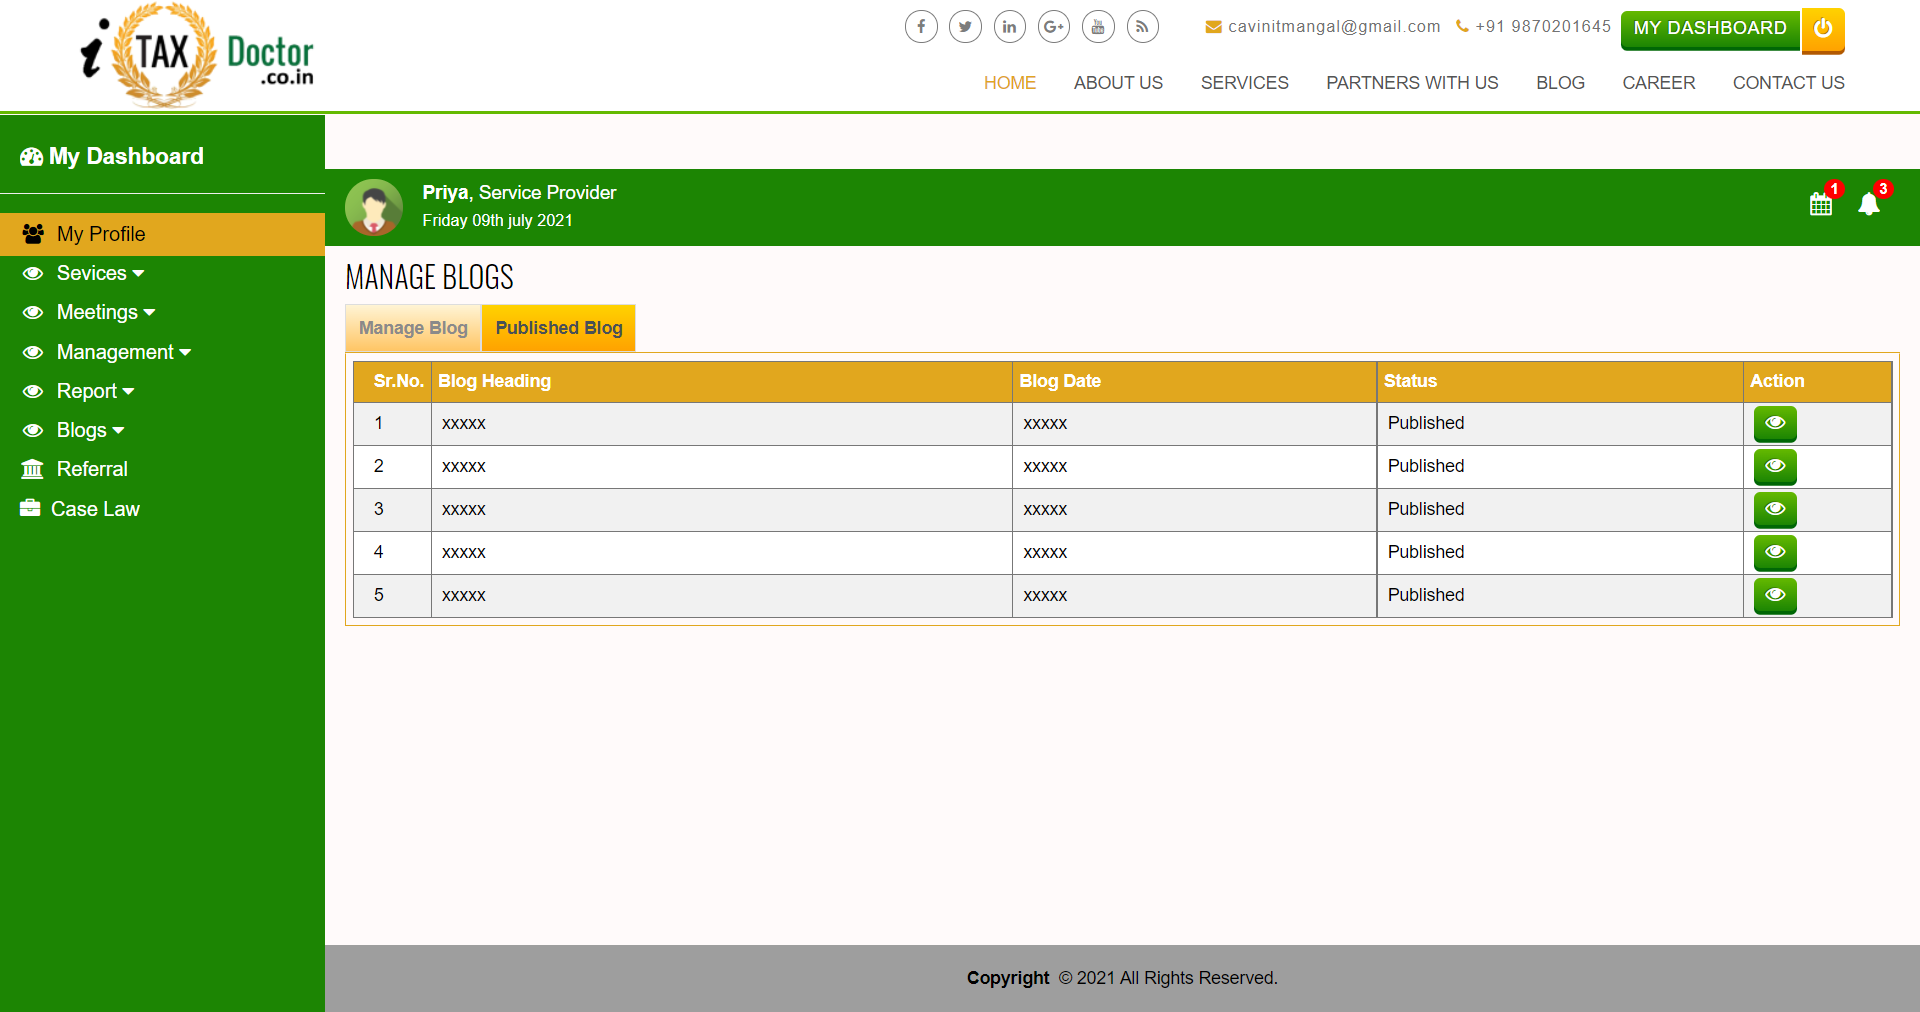 i TAX Doctor
.co.in
cavinitmangal@gmail.com +91 9870201645 MY DASHBOARD
HOME ABOUT US SERVICES PARTNERS WITH US BLOG CAREER CONTACT US
My Dashboard
My Profile
Sevices
Meetings
Management
Report
Blogs
Referral
Case Law
Priya, Service Provider
Friday 09th july 2021
1 3
MANAGE BLOGS
Manage Blog Published Blog
Sr.No. Blog Heading Blog Date Status Action
1 xxxxx xxxxx Published
2 xxxxx xxxxx Published
3 xxxxx xxxxx Published
4 xxxxx xxxxx Published
5 xxxxx xxxxx Published
Copyright © 2021 All Rights Reserved.